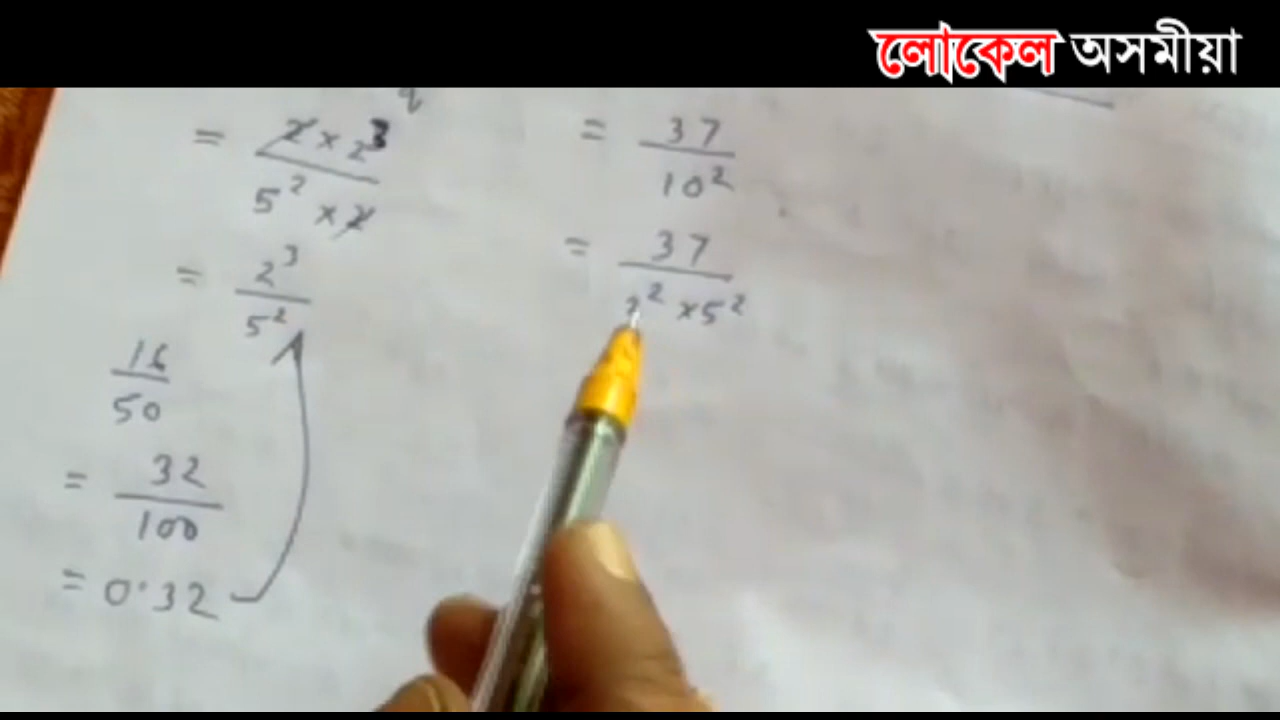 লোকেল অসমীয়া
= 2 × 2³ / 5² × 2
= 2³ / 5²
16 / 50
= 32 / 100
= 0.32
= 37 / 10²
= 37 / 2² × 5²